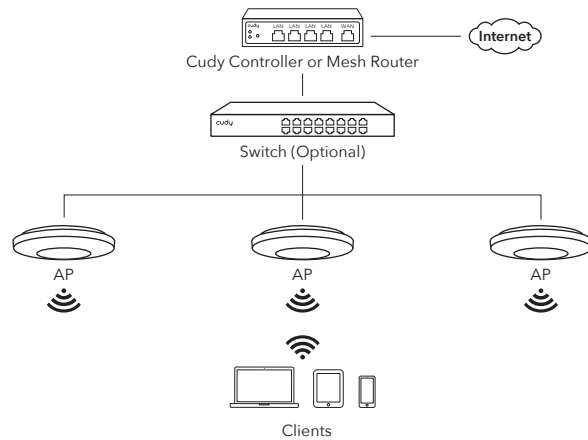 cudy
LAN LAN LAN LAN WAN
Internet
Cudy Controller or Mesh Router
cudy
Switch (Optional)
AP AP AP
Clients